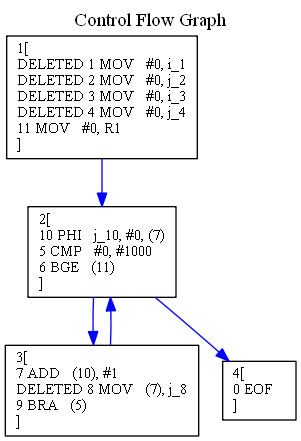 Control Flow Graph
1[
DELETED 1 MOV #0, i_1
DELETED 2 MOV #0, j_2
DELETED 3 MOV #0, i_3
DELETED 4 MOV #0, j_4
11 MOV #0, R1
]
2[
10 PHI j_10, #0, (7)
5 CMP #0, #1000
6 BGE (11)
]
3[
7 ADD (10), #1
DELETED 8 MOV (7), j_8
9 BRA (5)
]
4[
0 EOF
]